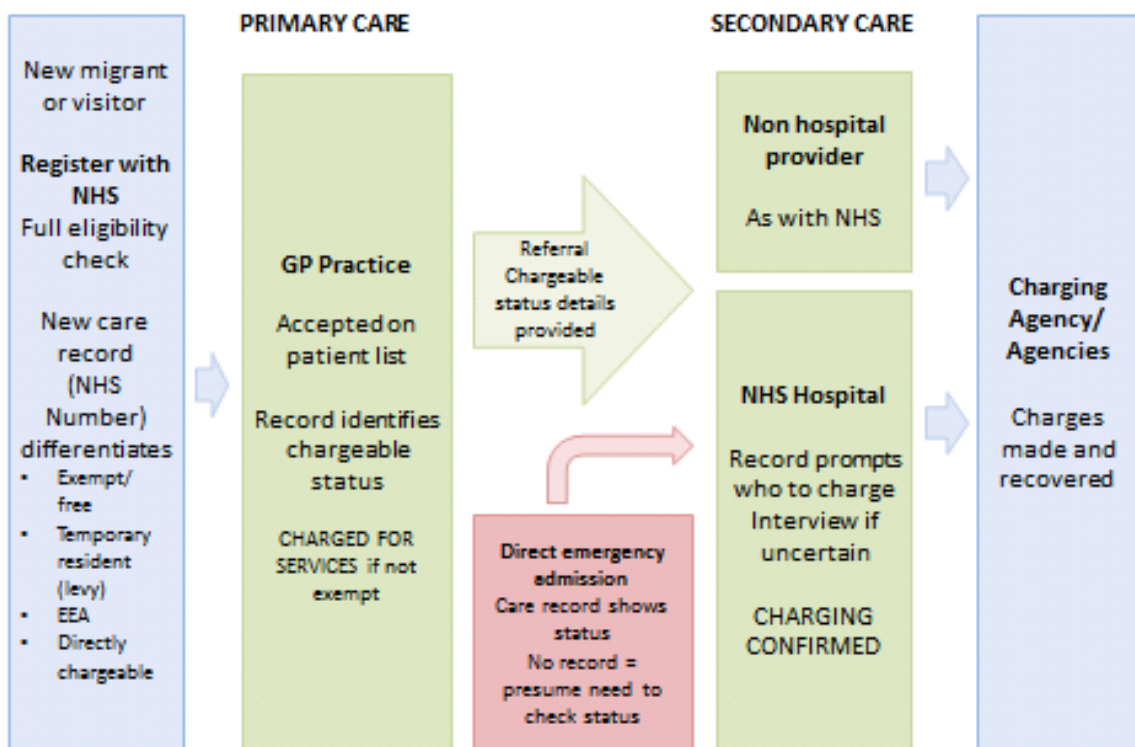 PRIMARY CARE
SECONDARY CARE
New migrant
or visitor
Register with
NHS
Full eligibility
check
New care
record
(NHS
Number)
differentiates
• Exempt/
free
• Temporary
resident
(levy)
• EEA
• Directly
chargeable
GP Practice
Accepted on
patient list
Record identifies
chargeable
status
CHARGED FOR
SERVICES if not
exempt
Referral
Chargeable
status details
provided
Direct emergency
admission
Care record shows
status
No record =
presume need to
check status
Non hospital
provider
As with NHS
NHS Hospital
Record prompts
who to charge
Interview if
uncertain
CHARGING
CONFIRMED
Charging
Agency/
Agencies
Charges
made and
recovered